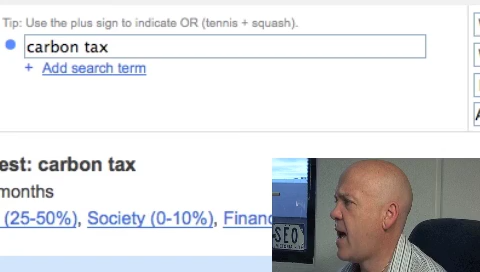 Tip: Use the plus sign to indicate OR (tennis + squash).
carbon tax
+ Add search term
est: carbon tax
months
(25-50%), Society (0-10%), Financ
SEO